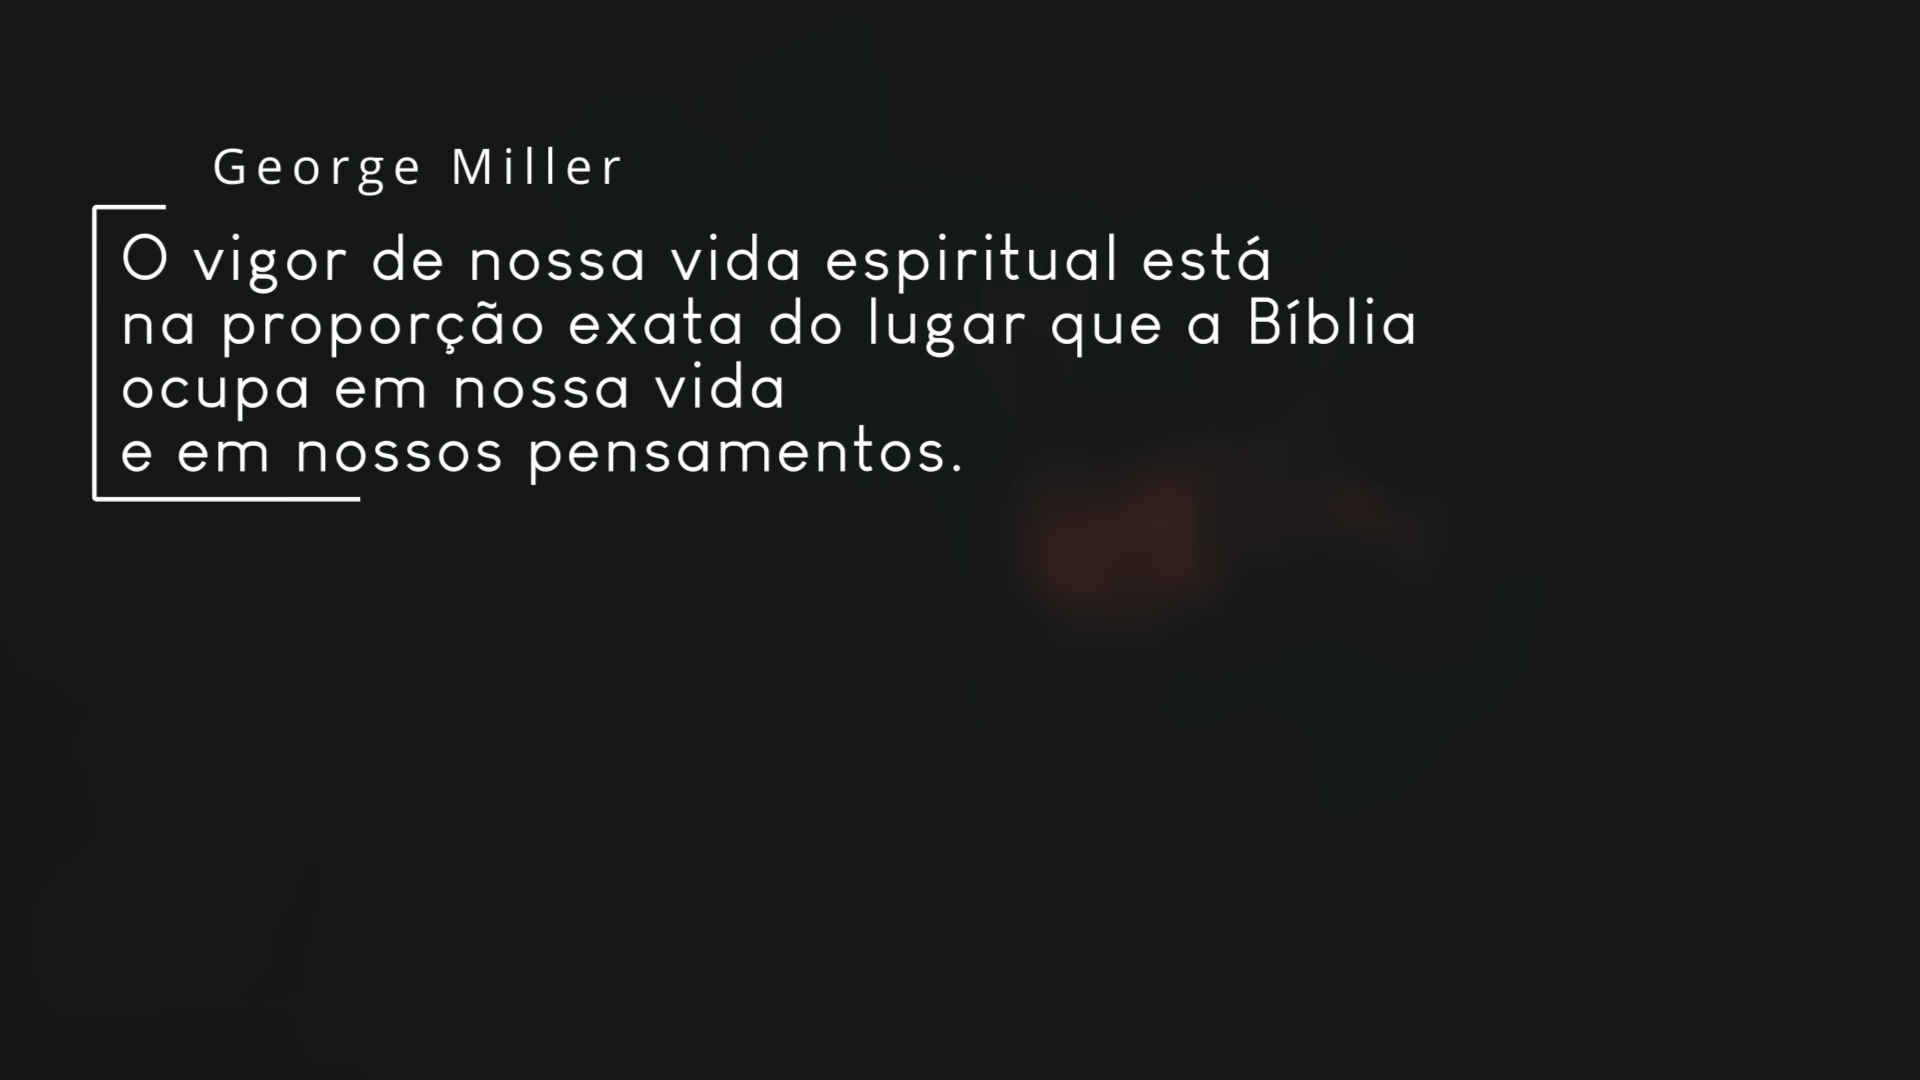 George Miller
O vigor de nossa vida espiritual está
na proporção exata do lugar que a Bíblia
ocupa em nossa vida
e em nossos pensamentos.